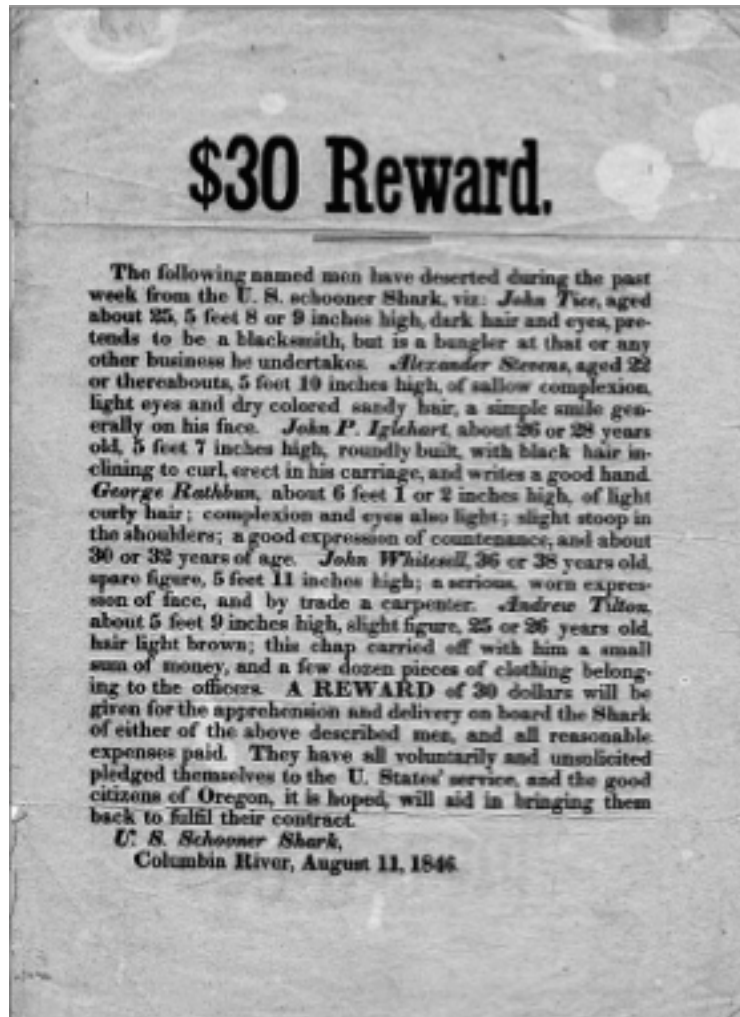 $30 Reward.
The following named men have deserted during the past
week from the U. S. schooner Shark, viz: John Tice, aged
about 25, 5 feet 8 or 9 inches high, dark hair and eyes, pre-
tends to be a blacksmith, but is a bungler at that or any
other business he undertakes. Alexander Stevens, aged 22
or thereabouts, 5 feet 10 inches high, of sallow complexion,
light eyes and dry colored sandy hair, a simple smile gen-
erally on his face. John P. Iglehart, about 26 or 28 years
old, 5 feet 7 inches high, roundly built, with black hair in-
clining to curl, erect in his carriage, and writes a good hand.
George Rathbun, about 6 feet 1 or 2 inches high, of light
curly hair; complexion and eyes also light; slight stoop in
the shoulders; a good expression of countenance, and about
30 or 32 years of age. John Whitesell, 36 or 38 years old,
spare figure, 5 feet 11 inches high; a serious, worn expres-
sion of face, and by trade a carpenter. Andrew Tilton,
about 5 feet 9 inches high, slight figure, 25 or 26 years old,
hair light brown; this chap carried off with him a small
sum of money, and a few dozen pieces of clothing belong-
ing to the officers. A REWARD of 30 dollars will be
given for the apprehension and delivery on board the Shark
of either of the above described men, and all reasonable
expenses paid. They have all voluntarily and unsolicited
pledged themselves to the U. States' service, and the good
citizens of Oregon, it is hoped, will aid in bringing them
back to fulfil their contract.
U. S. Schooner Shark,
Columbia River, August 11, 1846.